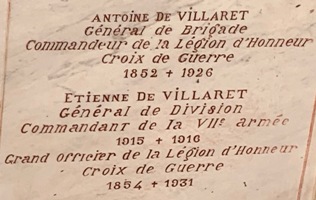 ANTOINE DE VILLARET
Général de Brigade
Commandeur de la Légion d'Honneur
Croix de Guerre
1852 + 1926
ETIENNE DE VILLARET
Général de Division
Commandant de la VIIe armée
1915 + 1916
Grand officier de la Légion d'Honneur
Croix de Guerre
1854 + 1931